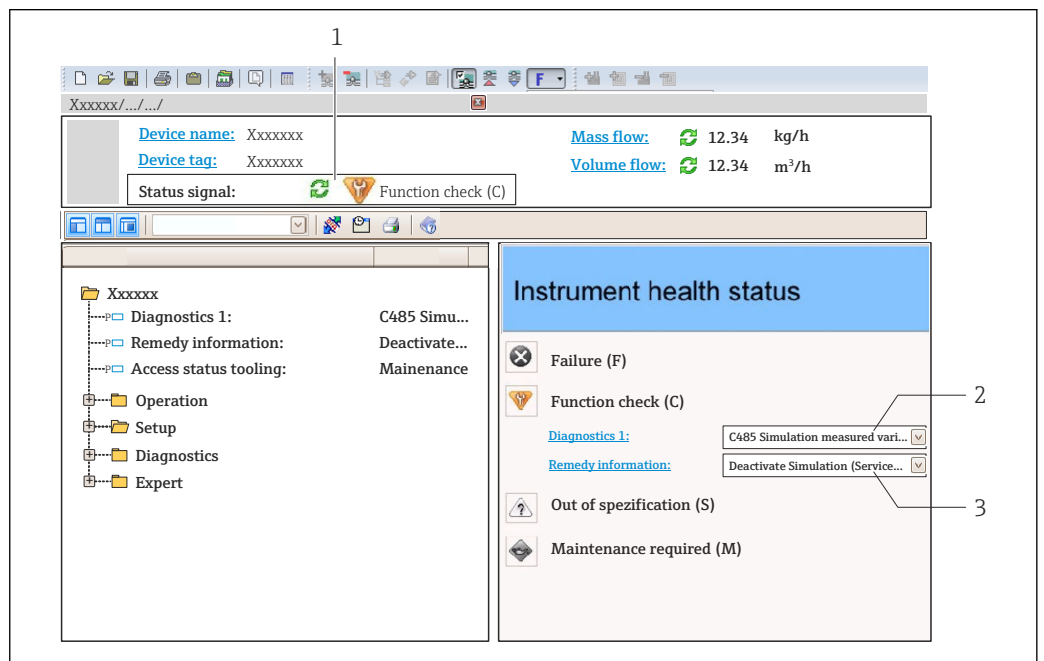 1
F
Xxxxxx/.../.../
Device name: Xxxxxxx
Mass flow: 12.34 kg/h
Device tag: Xxxxxxx
Volume flow: 12.34 m³/h
Status signal: Function check (C)
Xxxxxx
P Diagnostics 1: C485 Simu...
P Remedy information: Deactivate...
P Access status tooling: Mainenance
Operation
Setup
Diagnostics
Expert
Instrument health status
Failure (F)
Function check (C)
2
Diagnostics 1: C485 Simulation measured vari...
Remedy information: Deactivate Simulation (Service...
Out of spezification (S)
3
Maintenance required (M)